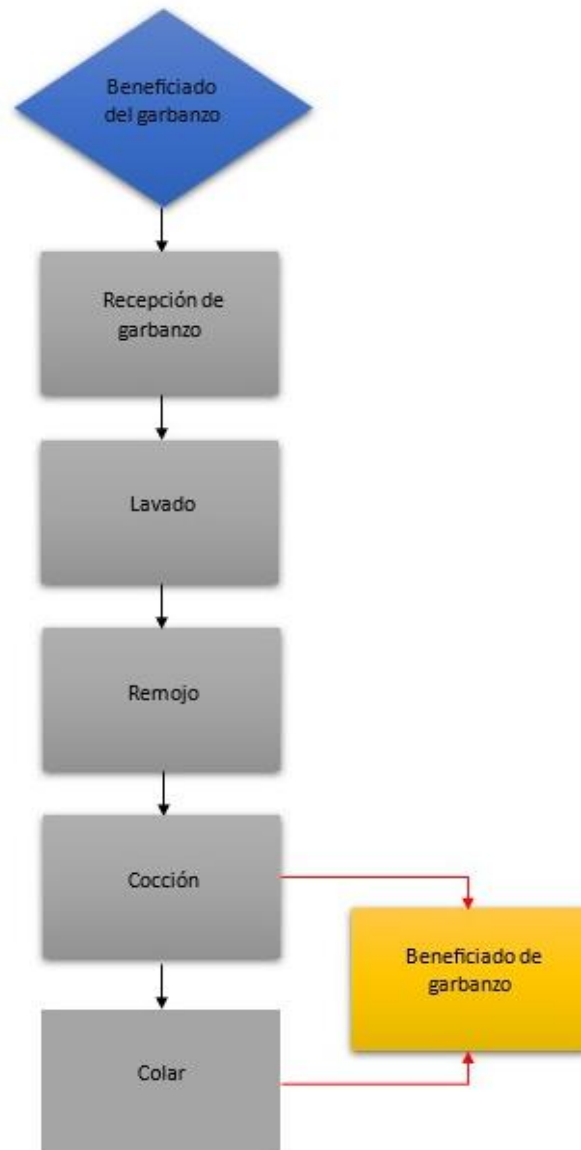 Beneficiado
del garbanzo
Recepción de
garbanzo
Lavado
Remojo
Cocción
Beneficiado de
garbanzo
Colar